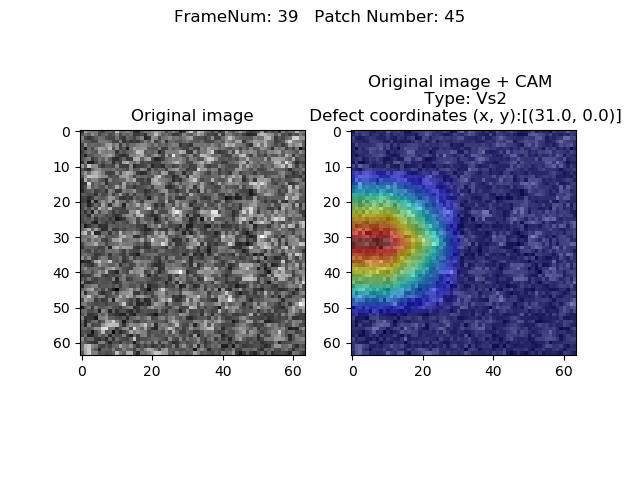 FrameNum: 39   Patch Number: 45
Original image
Original image + CAM
Type: Vs2
Defect coordinates (x, y):[(31.0, 0.0)]
0
10
20
30
40
50
60
0 20 40 60
0
10
20
30
40
50
60
0 20 40 60